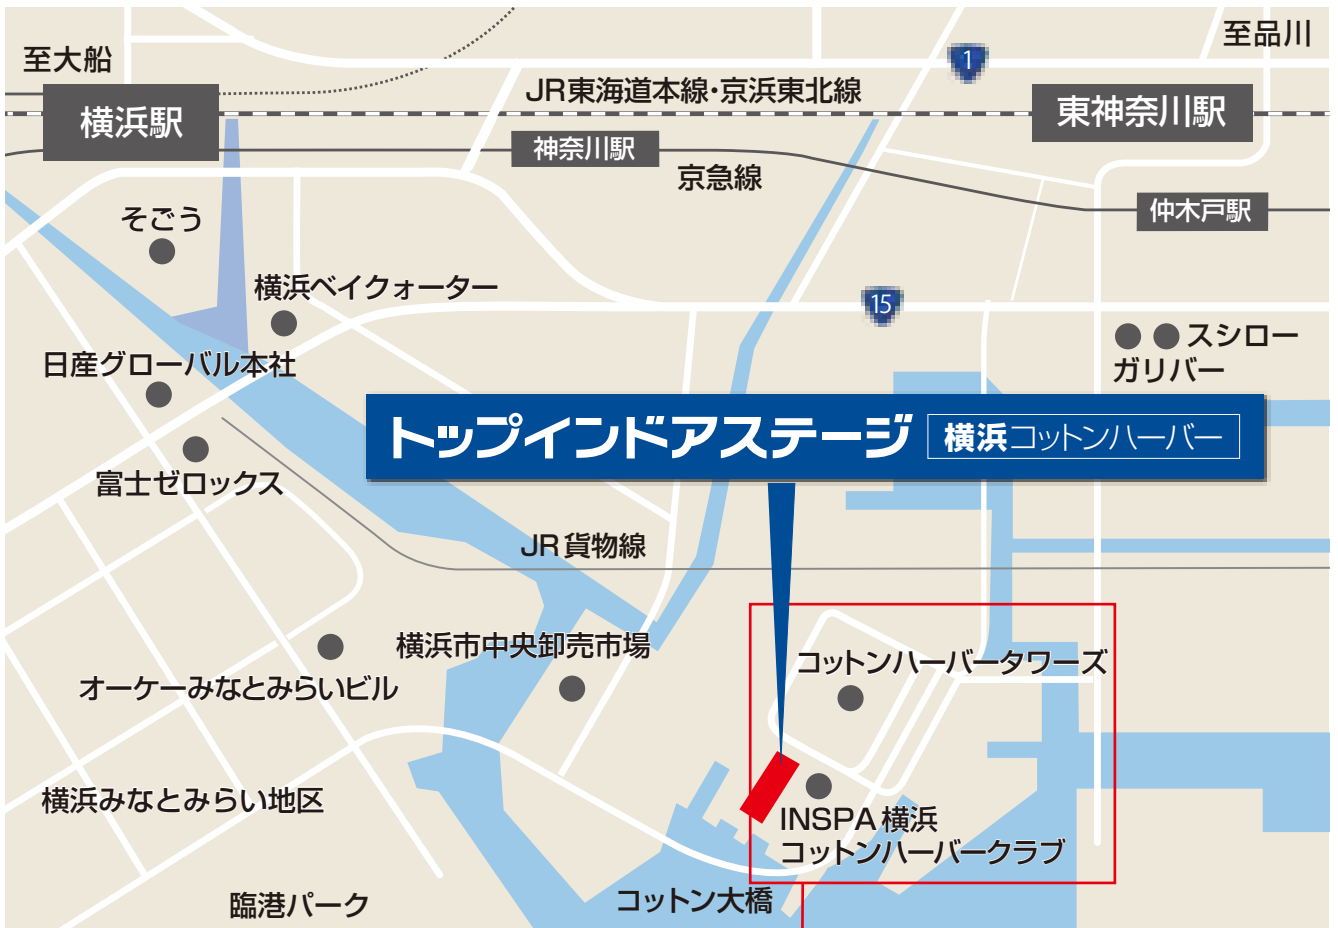 至大船
至品川
1
JR東海道本線・京浜東北線
横浜駅
東神奈川駅
神奈川駅
京急線
仲木戸駅
そごう
横浜ベイクォーター
15
スシロー
ガリバー
日産グローバル本社
トップインドアステージ 横浜コットンハーバー
富士ゼロックス
JR貨物線
横浜市中央卸売市場
コットンハーバータワーズ
オーケーみなとみらいビル
横浜みなとみらい地区
INSPA 横浜
コットンハーバークラブ
臨港パーク
コットン大橋